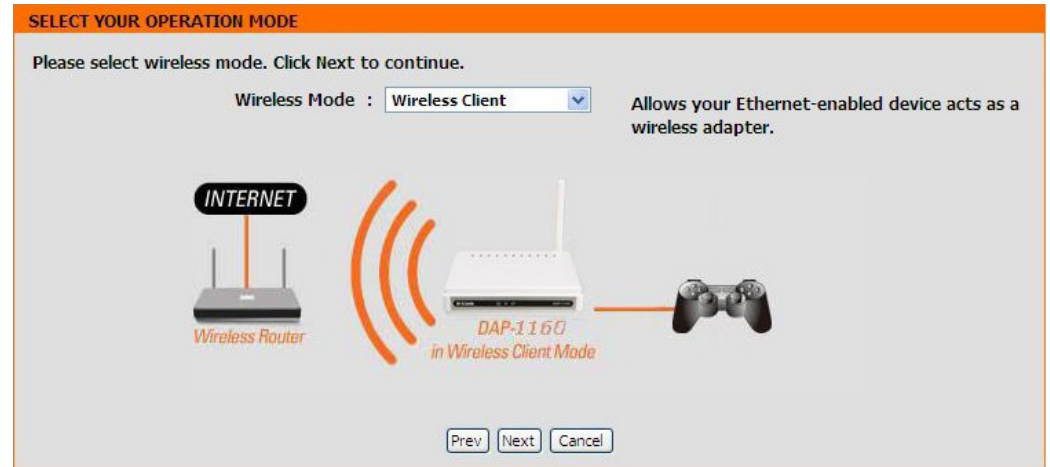 SELECT YOUR OPERATION MODE
Please select wireless mode. Click Next to continue.
Wireless Mode : Wireless Client
Allows your Ethernet-enabled device acts as a
wireless adapter.
INTERNET
Wireless Router
DAP-1160
in Wireless Client Mode
Prev Next Cancel